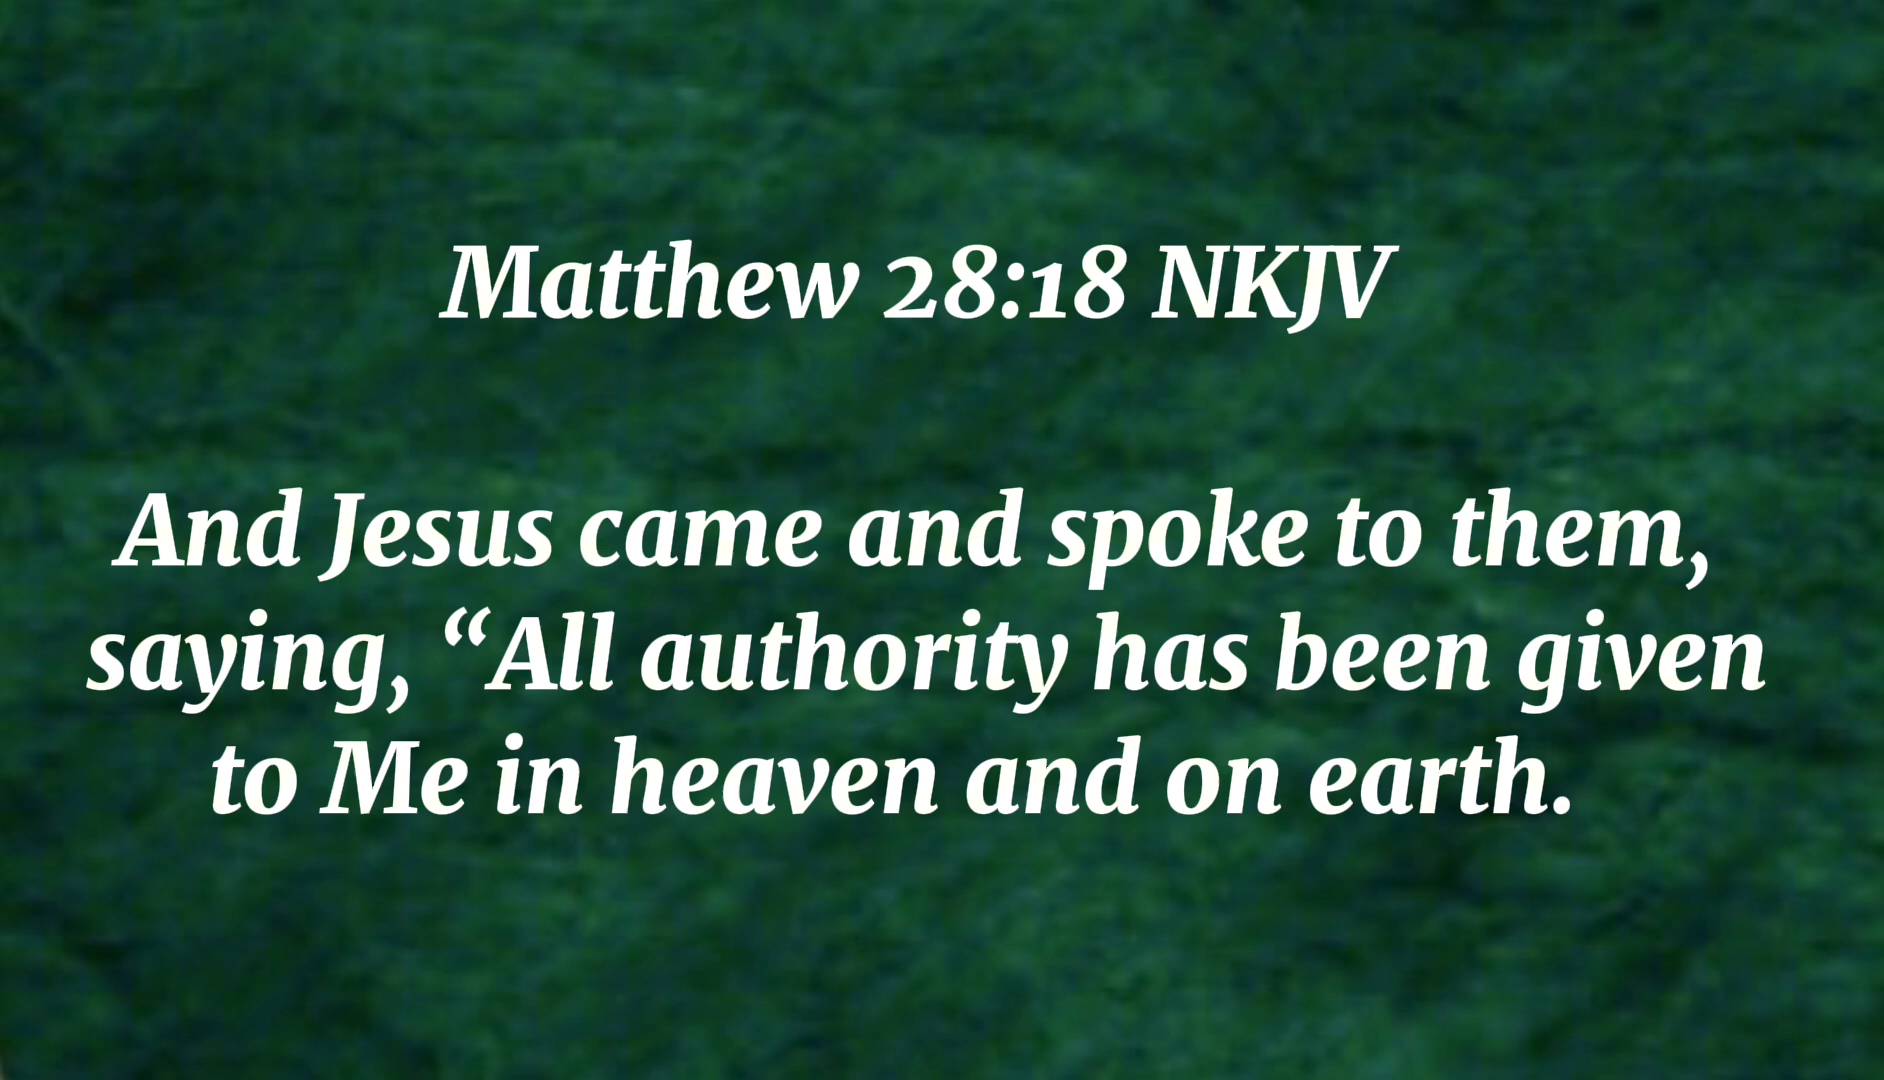 Matthew 28:18 NKJV
And Jesus came and spoke to them,
saying, “All authority has been given
to Me in heaven and on earth.